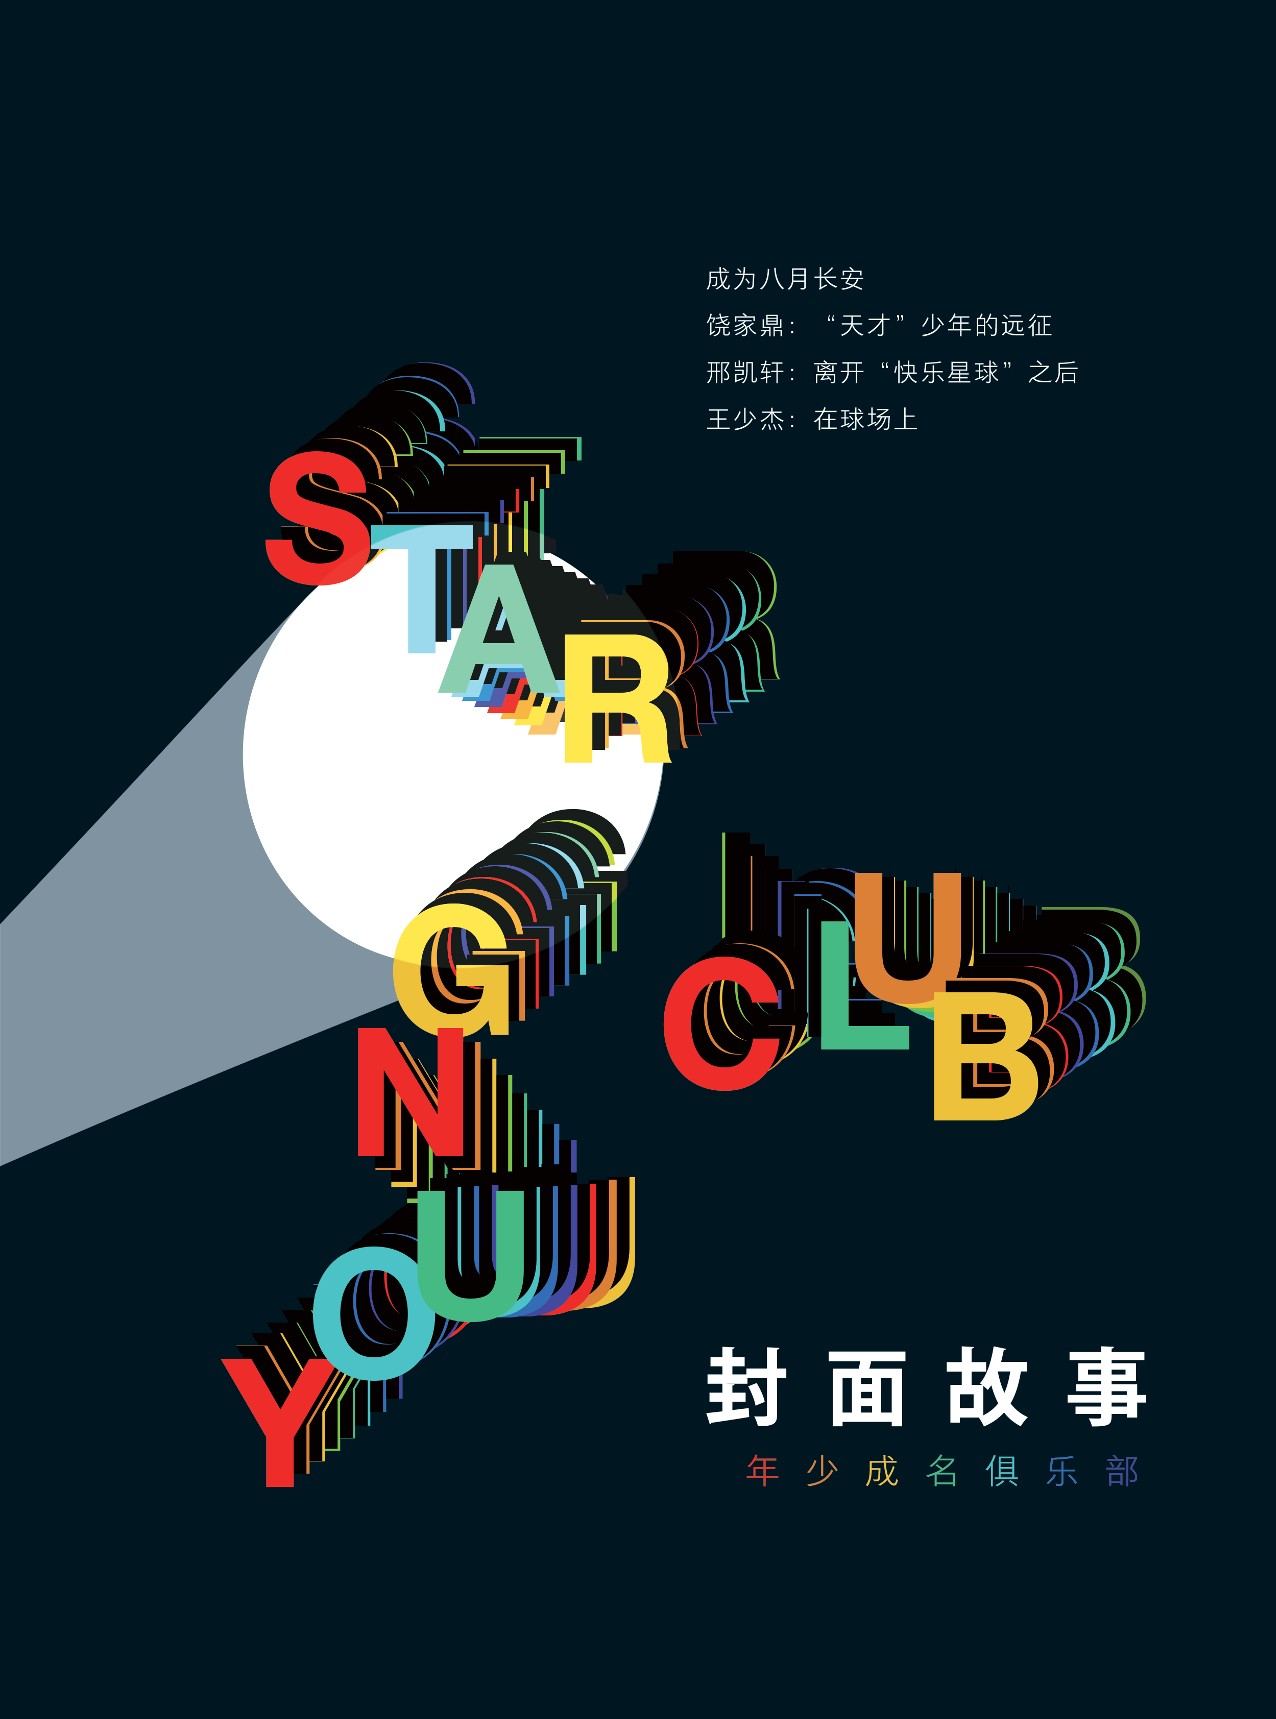 成为八月长安
饶家鼎：“天才”少年的远征
邢凯轩：离开“快乐星球”之后
王少杰：在球场上
STAR
YOUNG
CLUB
封面故事
年少成名俱乐部